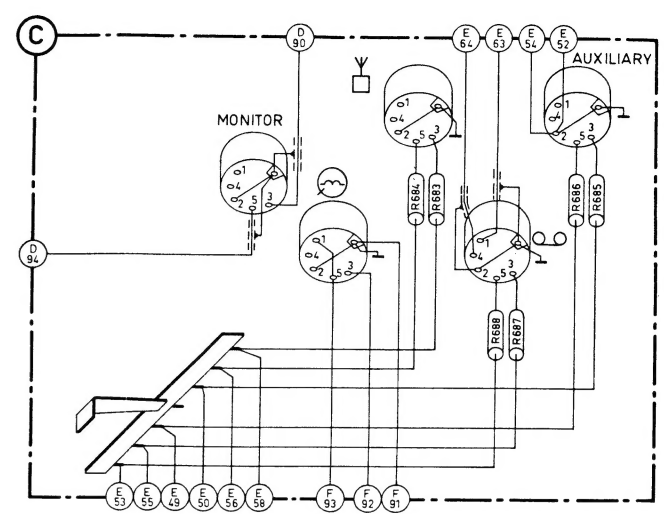 C
D 90
E 64
E 63
E 54
E 52
AUXILIARY
MONITOR
1
4
2
5
3
1
4
2
5
3
1
4
2
5
3
R684
R683
R686
R685
D 94
1
4
2
5
3
1
4
2
5
3
R688
R687
E 53
E 55
E 49
E 50
E 56
E 58
F 93
F 92
F 91